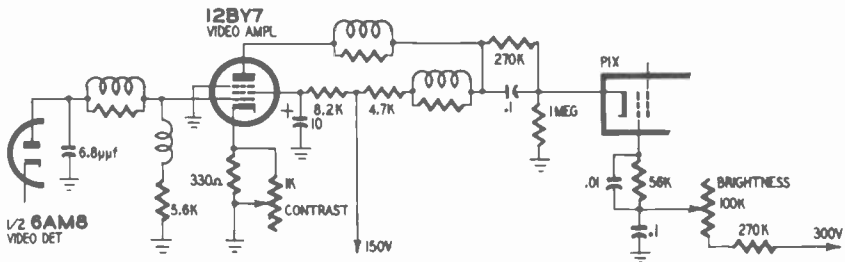 12BY7
VIDEO AMPL
270K
PIX
8.2K
4.7K
+
10
.1
1MEG
6.8µµf
330Ω
1K
CONTRAST
5.6K
1/2 6AM8
VIDEO DET
150V
.01
56K
BRIGHTNESS
100K
.1
270K
300V